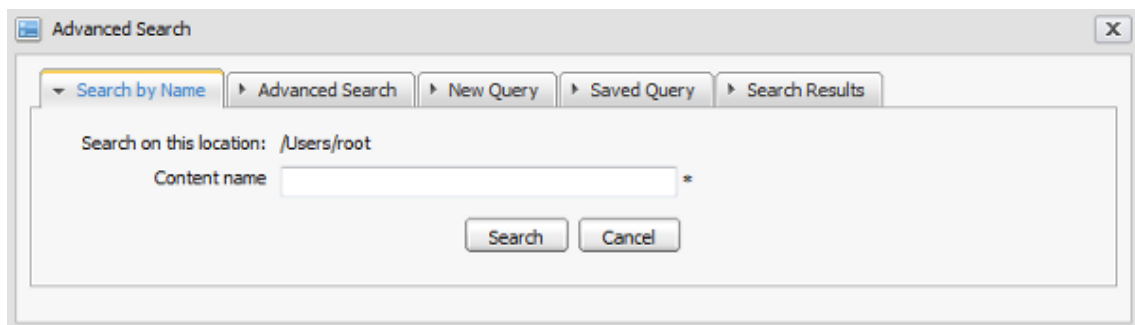 Advanced Search
Search by Name Advanced Search New Query Saved Query Search Results
Search on this location: /Users/root
Content name *
Search Cancel